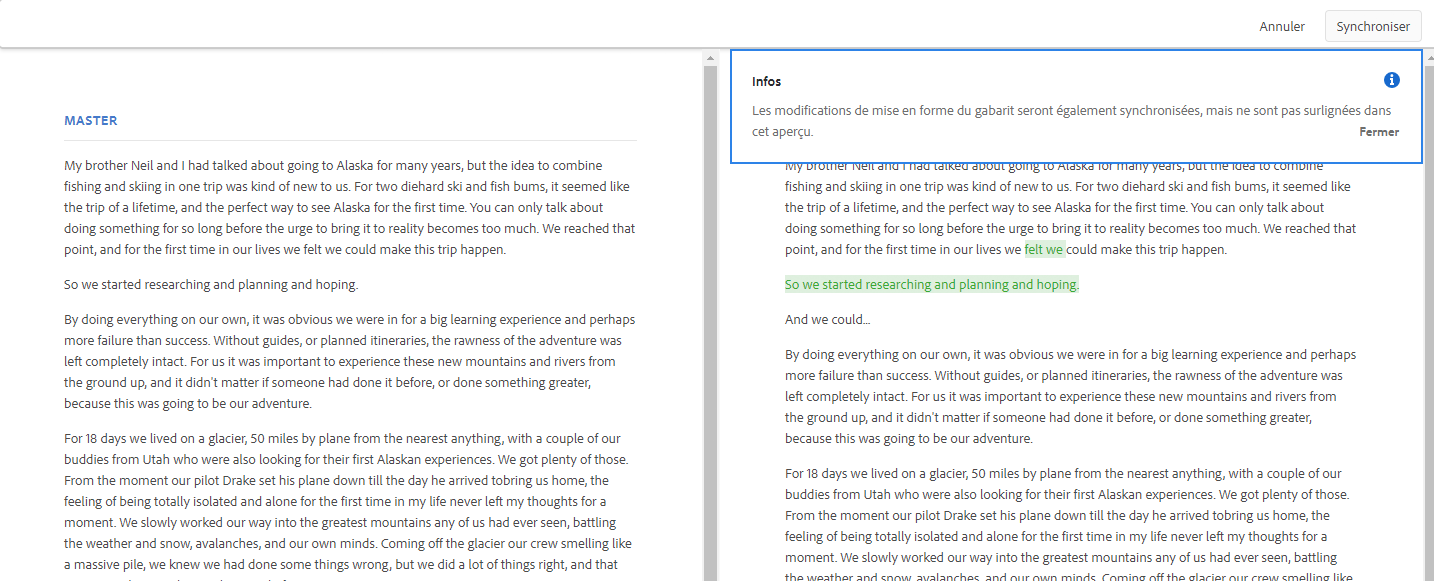 Annuler
Synchroniser
MASTER
My brother Neil and I had talked about going to Alaska for many years, but the idea to combine
fishing and skiing in one trip was kind of new to us. For two diehard ski and fish bums, it seemed like
the trip of a lifetime, and the perfect way to see Alaska for the first time. You can only talk about
doing something for so long before the urge to bring it to reality becomes too much. We reached that
point, and for the first time in our lives we felt we could make this trip happen.
So we started researching and planning and hoping.
By doing everything on our own, it was obvious we were in for a big learning experience and perhaps
more failure than success. Without guides, or planned itineraries, the rawness of the adventure was
left completely intact. For us it was important to experience these new mountains and rivers from
the ground up, and it didn't matter if someone had done it before, or done something greater,
because this was going to be our adventure.
For 18 days we lived on a glacier, 50 miles by plane from the nearest anything, with a couple of our
buddies from Utah who were also looking for their first Alaskan experiences. We got plenty of those.
From the moment our pilot Drake set his plane down till the day he arrived tobring us home, the
feeling of being totally isolated and alone for the first time in my life never left my thoughts for a
moment. We slowly worked our way into the greatest mountains any of us had ever seen, battling
the weather and snow, avalanches, and our own minds. Coming off the glacier our crew smelling like
a massive pile, we knew we had done some things wrong, but we did a lot of things right, and that
Infos
Les modifications de mise en forme du gabarit seront également synchronisées, mais ne sont pas surlignées dans
cet aperçu.
Fermer
My brother Neil and I had talked about going to Alaska for many years, but the idea to combine
fishing and skiing in one trip was kind of new to us. For two diehard ski and fish bums, it seemed like
the trip of a lifetime, and the perfect way to see Alaska for the first time. You can only talk about
doing something for so long before the urge to bring it to reality becomes too much. We reached that
point, and for the first time in our lives we felt we could make this trip happen.
So we started researching and planning and hoping.
And we could...
By doing everything on our own, it was obvious we were in for a big learning experience and perhaps
more failure than success. Without guides, or planned itineraries, the rawness of the adventure was
left completely intact. For us it was important to experience these new mountains and rivers from
the ground up, and it didn't matter if someone had done it before, or done something greater,
because this was going to be our adventure.
For 18 days we lived on a glacier, 50 miles by plane from the nearest anything, with a couple of our
buddies from Utah who were also looking for their first Alaskan experiences. We got plenty of those.
From the moment our pilot Drake set his plane down till the day he arrived tobring us home, the
feeling of being totally isolated and alone for the first time in my life never left my thoughts for a
moment. We slowly worked our way into the greatest mountains any of us had ever seen, battling
the weather and snow, avalanches, and our own minds. Coming off the glacier our crew smelling like